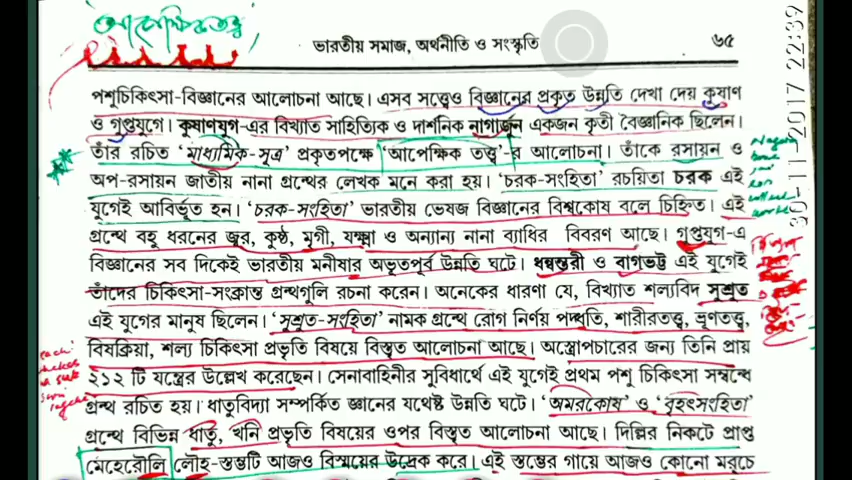 আপেক্ষিকতত্ত্ব
ভারতীয় সমাজ, অর্থনীতি ও সংস্কৃতি ৬৫
পশুচিকিৎসা-বিজ্ঞানের আলোচনা আছে। এসব সত্ত্বেও বিজ্ঞানের প্রকৃত উন্নতি দেখা দেয় কুষাণ
ও গুপ্তযুগে। কুষাণযুগ-এর বিখ্যাত সাহিত্যিক ও দার্শনিক নাগার্জুন একজন কৃতী বৈজ্ঞানিক ছিলেন।
তাঁর রচিত ‘মাধ্যমিক-সূত্র’ প্রকৃতপক্ষে ‘আপেক্ষিক তত্ত্ব’-র আলোচনা। তাঁকে রসায়ন ও
অপ-রসায়ন জাতীয় নানা গ্রন্থের লেখক মনে করা হয়। ‘চরক-সংহিতা’ রচয়িতা চরক এই
যুগেই আবির্ভূত হন। ‘চরক-সংহিতা’ ভারতীয় ভেষজ বিজ্ঞানের বিশ্বকোষ বলে চিহ্নিত। এই
গ্রন্থে বহু ধরনের জ্বর, কুষ্ঠ, মৃগী, যক্ষ্মা ও অন্যান্য নানা ব্যাধির বিবরণ আছে। গুপ্তযুগ-এ
বিজ্ঞানের সব দিকেই ভারতীয় মনীষার অভূতপূর্ব উন্নতি ঘটে। ধন্বন্তরী ও বাগভট্ট এই যুগেই
তাঁদের চিকিৎসা-সংক্রান্ত গ্রন্থগুলি রচনা করেন। অনেকের ধারণা যে, বিখ্যাত শল্যবিদ সুশ্রুত
এই যুগের মানুষ ছিলেন। ‘সুশ্রুত-সংহিতা’ নামক গ্রন্থে রোগ নির্ণয় পদ্ধতি, শারীরতত্ত্ব, ভ্রূণতত্ত্ব,
বিষক্রিয়া, শল্য চিকিৎসা প্রভৃতি বিষয়ে বিস্তৃত আলোচনা আছে। অস্ত্রোপচারের জন্য তিনি প্রায়
২১২ টি যন্ত্রের উল্লেখ করেছেন। সেনাবাহিনীর সুবিধার্থে এই যুগেই প্রথম পশু চিকিৎসা সম্বন্ধে
গ্রন্থ রচিত হয়। ধাতুবিদ্যা সম্পর্কিত জ্ঞানের যথেষ্ট উন্নতি ঘটে। ‘অমরকোষ’ ও ‘বৃহৎসংহিতা’
গ্রন্থে বিভিন্ন ধাতু, খনি প্রভৃতি বিষয়ের ওপর বিস্তৃত আলোচনা আছে। দিল্লির নিকটে প্রাপ্ত
মেহেরৌলি লৌহ-স্তম্ভটি আজও বিস্ময়ের উদ্রেক করে। এই স্তম্ভের গায়ে আজও কোনো মরচে
30-11-2017 22:39